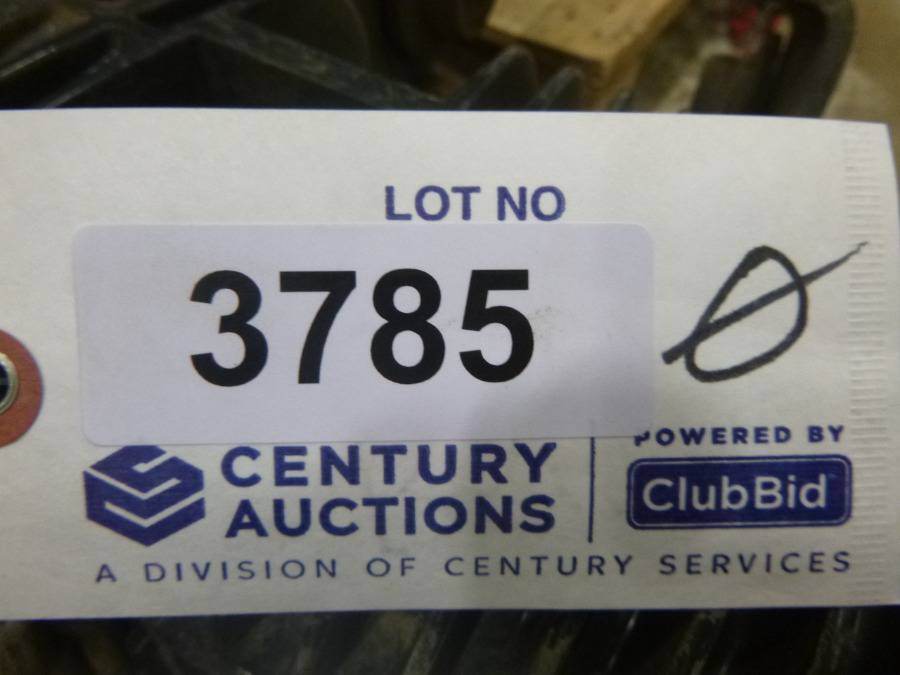 LOT NO
3785 Ø
CENTURY
AUCTIONS
POWERED BY
ClubBid
A DIVISION OF CENTURY SERVICES